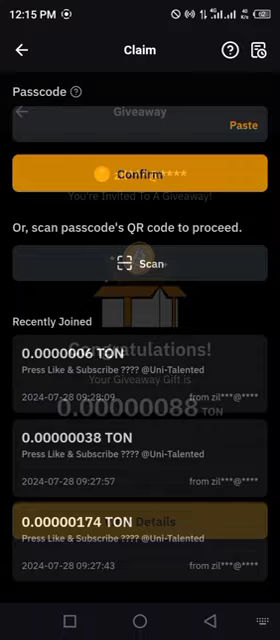 12:15 PM
Claim
Passcode
Giveaway
Paste
Confirm
You're Invited To A Giveaway!
Or, scan passcode's QR code to proceed.
Scan
Recently Joined
Congratulations!
0.0000006 TON
Press Like & Subscribe ???? @Uni-Talented
Your Giveaway Gift is
2024-07-28 09:28:09 from zil***@****
0.00000088 TON
0.00000038 TON
Press Like & Subscribe ???? @Uni-Talented
2024-07-28 09:27:57 from zil***@****
0.00000174 TON
Details
Press Like & Subscribe ???? @Uni-Talented
2024-07-28 09:27:43 from zil***@****